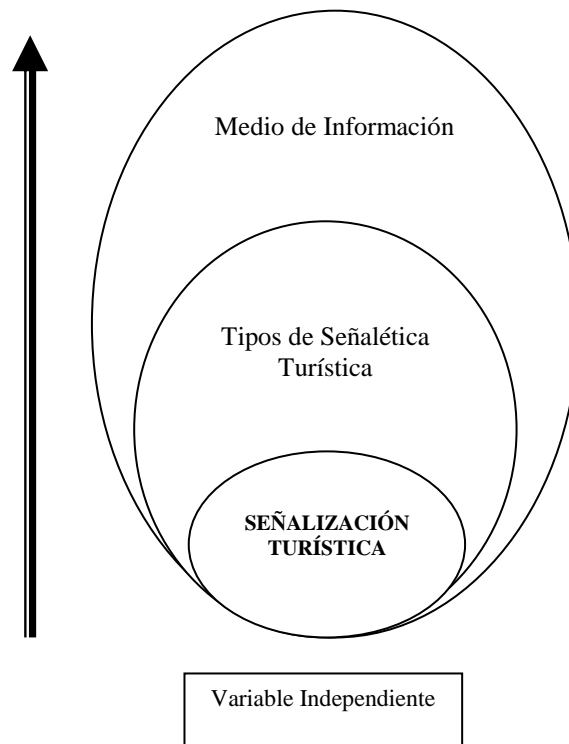 Medio de Información
Tipos de Señalética
Turística
SEÑALIZACIÓN
TURÍSTICA
Variable Independiente